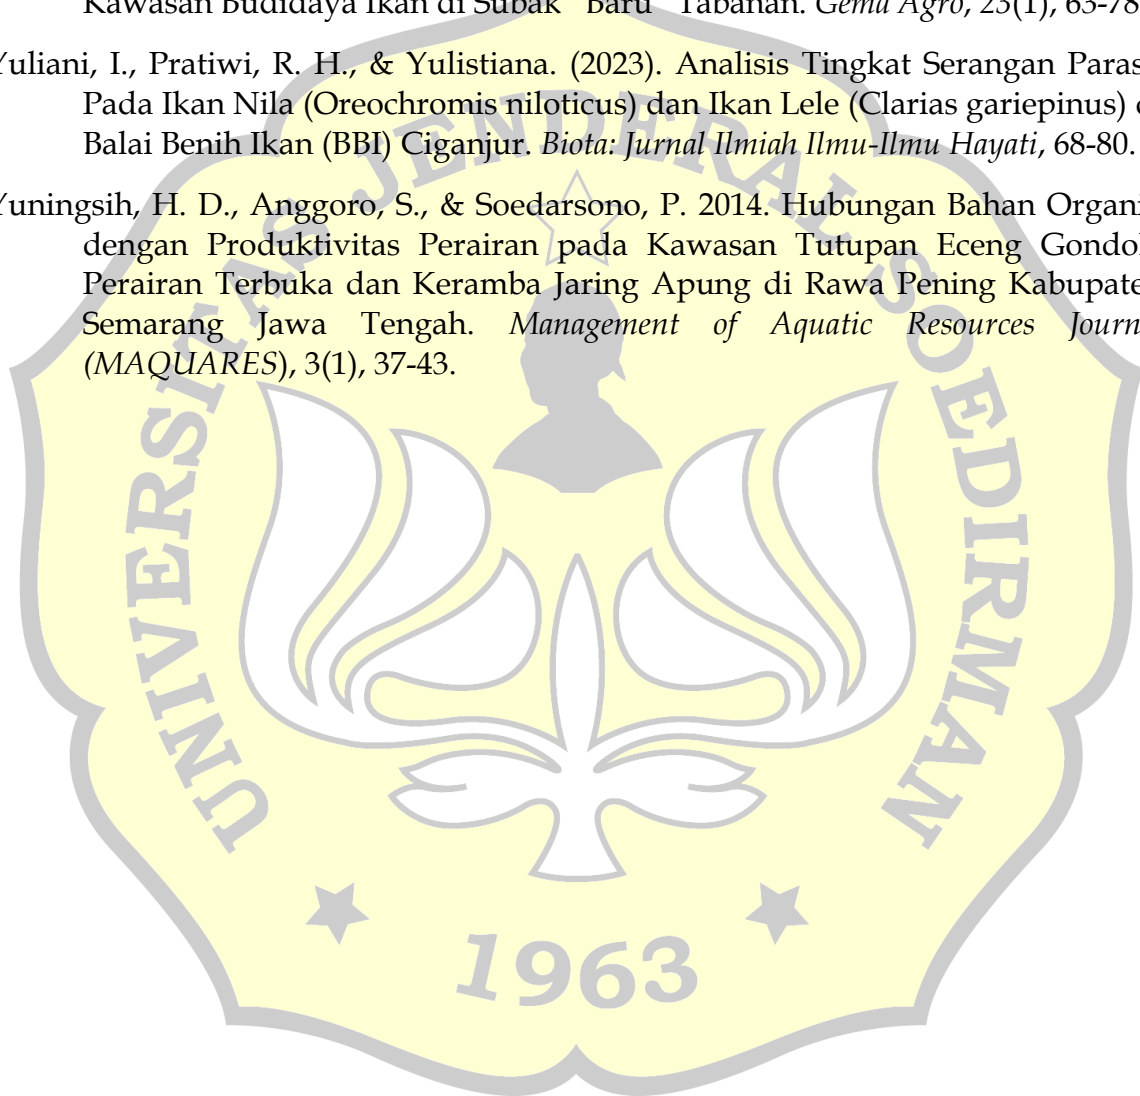 Kawasan Budidaya Ikan di Subak "Baru" Tabanan. Gema Agro, 23(1), 63-78
Yuliani, I., Pratiwi, R. H., & Yulistiana. (2023). Analisis Tingkat Serangan Paras
Pada Ikan Nila (Oreochromis niloticus) dan Ikan Lele (Clarias gariepinus)
Balai Benih Ikan (BBI) Ciganjur. Biota: Jurnal Ilmiah Ilmu-Ilmu Hayati, 68-80.
Yuningsih, H. D., Anggoro, S., & Soedarsono, P. 2014. Hubungan Bahan Organi
dengan Produktivitas Perairan pada Kawasan Tutupan Eceng Gondo
Perairan Terbuka dan Keramba Jaring Apung di Rawa Pening Kabupate
Semarang Jawa Tengah. Management of Aquatic Resources Journ
(MAQUARES), 3(1), 37-43.
UNIVERSITAS JENDERAL SOEDIRMAN
1963